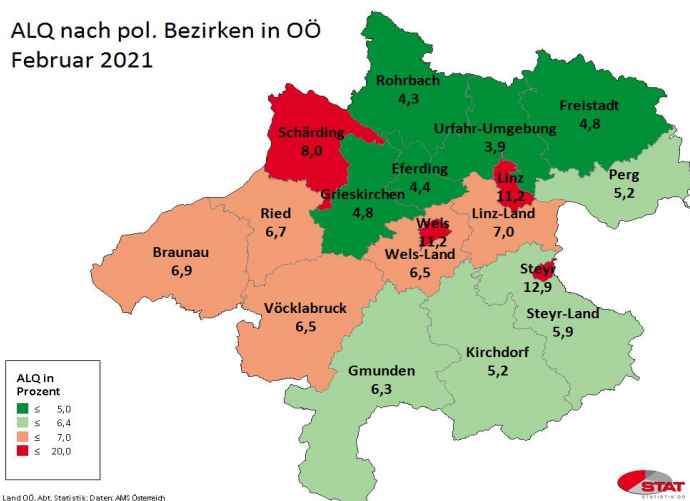 ALQ nach pol. Bezirken in OÖ
Februar 2021
Rohrbach
4,3
Freistadt
4,8
Urfahr-Umgebung
3,9
Schärding
8,0
Eferding
4,4
Perg
5,2
Linz
11,2
Grieskirchen
4,8
Ried
6,7
Linz-Land
7,0
Wels
11,2
Braunau
6,9
Wels-Land
6,5
Steyr
12,9
Vöcklabruck
6,5
Steyr-Land
5,9
Kirchdorf
5,2
Gmunden
6,3
ALQ in
Prozent
≤ 5,0
≤ 6,4
≤ 7,0
≤ 20,0
STAT
STATISTIK OÖ
Land OÖ, Abt. Statistik; Daten: AMS Österreich